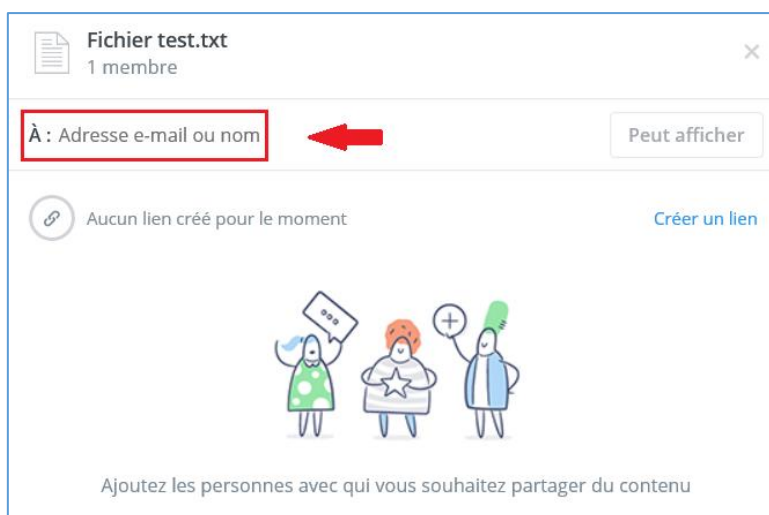 Fichier test.txt
1 membre
À : Adresse e-mail ou nom
Peut afficher
Aucun lien créé pour le moment
Créer un lien
Ajoutez les personnes avec qui vous souhaitez partager du contenu